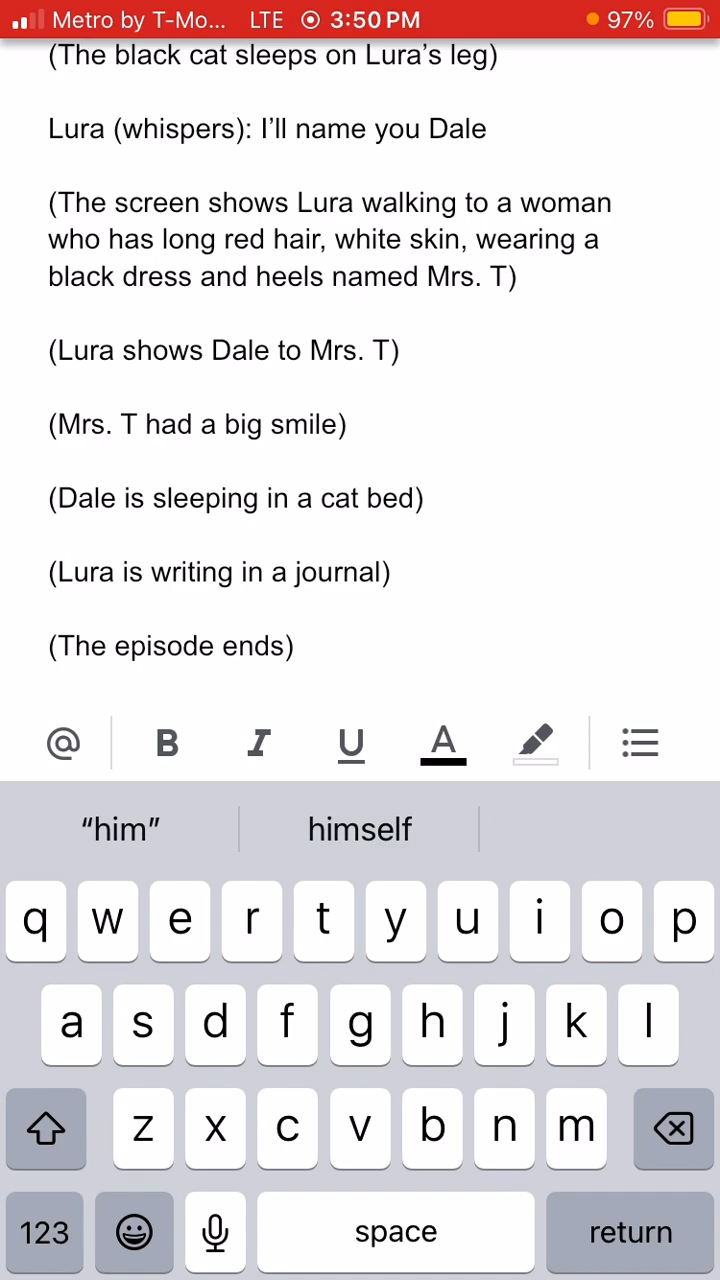 Metro by T-Mo... LTE 3:50 PM 97%
(The black cat sleeps on Lura’s leg)
Lura (whispers): I’ll name you Dale
(The screen shows Lura walking to a woman
who has long red hair, white skin, wearing a
black dress and heels named Mrs. T)
(Lura shows Dale to Mrs. T)
(Mrs. T had a big smile)
(Dale is sleeping in a cat bed)
(Lura is writing in a journal)
(The episode ends)
@ B I U A
“him” himself
q w e r t y u i o p
a s d f g h j k l
z x c v b n m
123 space return